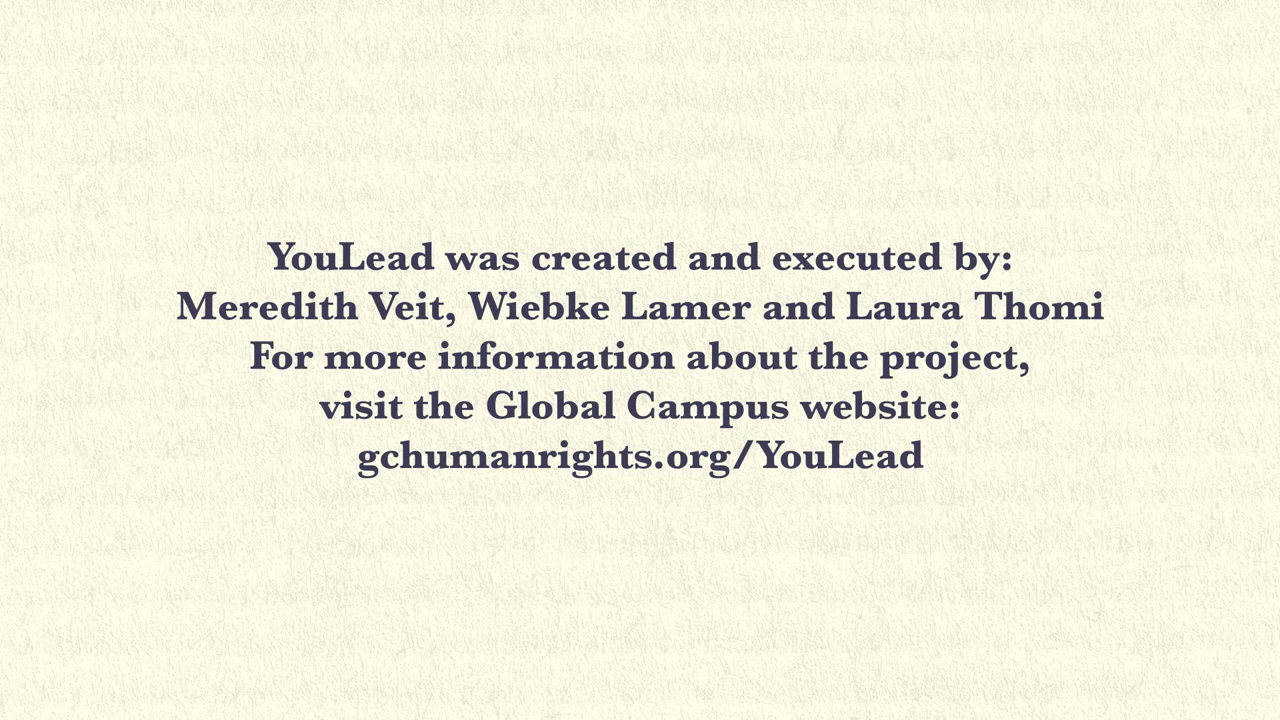 YouLead was created and executed by:
Meredith Veit, Wiebke Lamer and Laura Thomi
For more information about the project,
visit the Global Campus website:
gchumanrights.org/YouLead